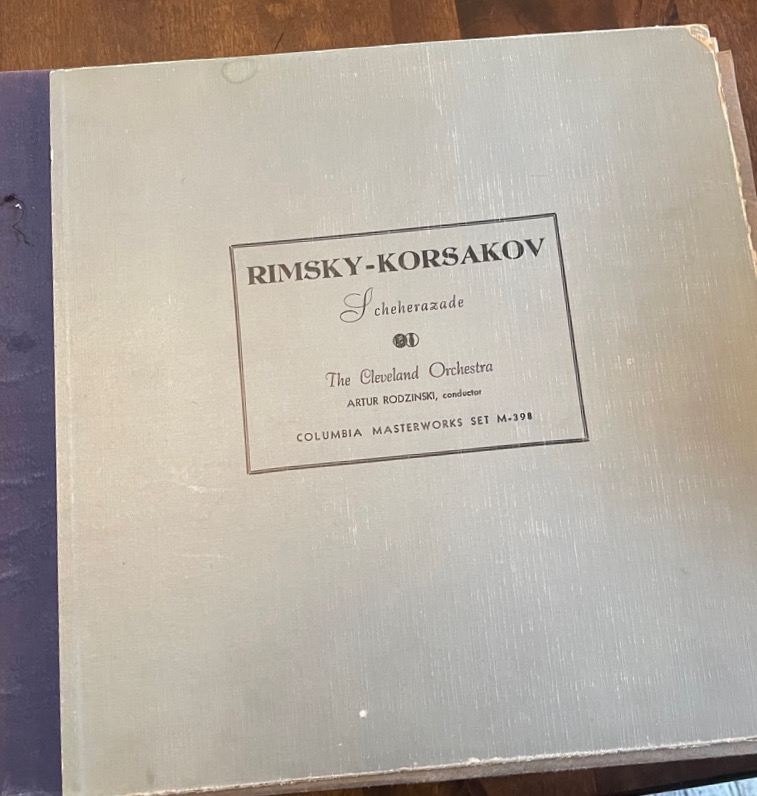 RIMSKY-KORSAKOV
Scheherazade
The Cleveland Orchestra
ARTUR RODZINSKI, conductor
COLUMBIA MASTERWORKS SET M-398